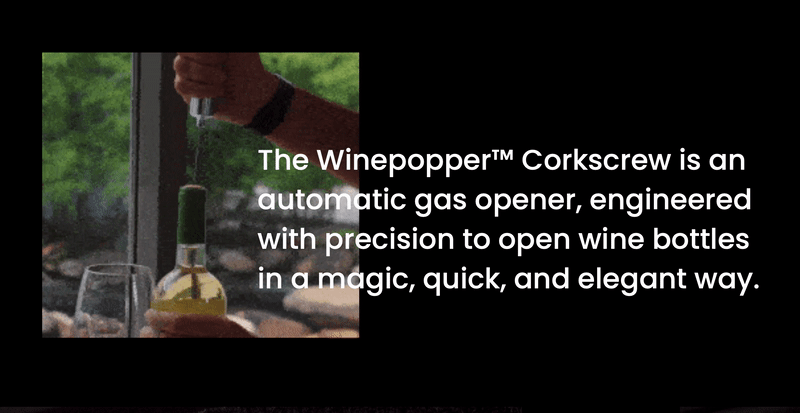 The Winepopper™ Corkscrew is an
automatic gas opener, engineered
with precision to open wine bottles
in a magic, quick, and elegant way.